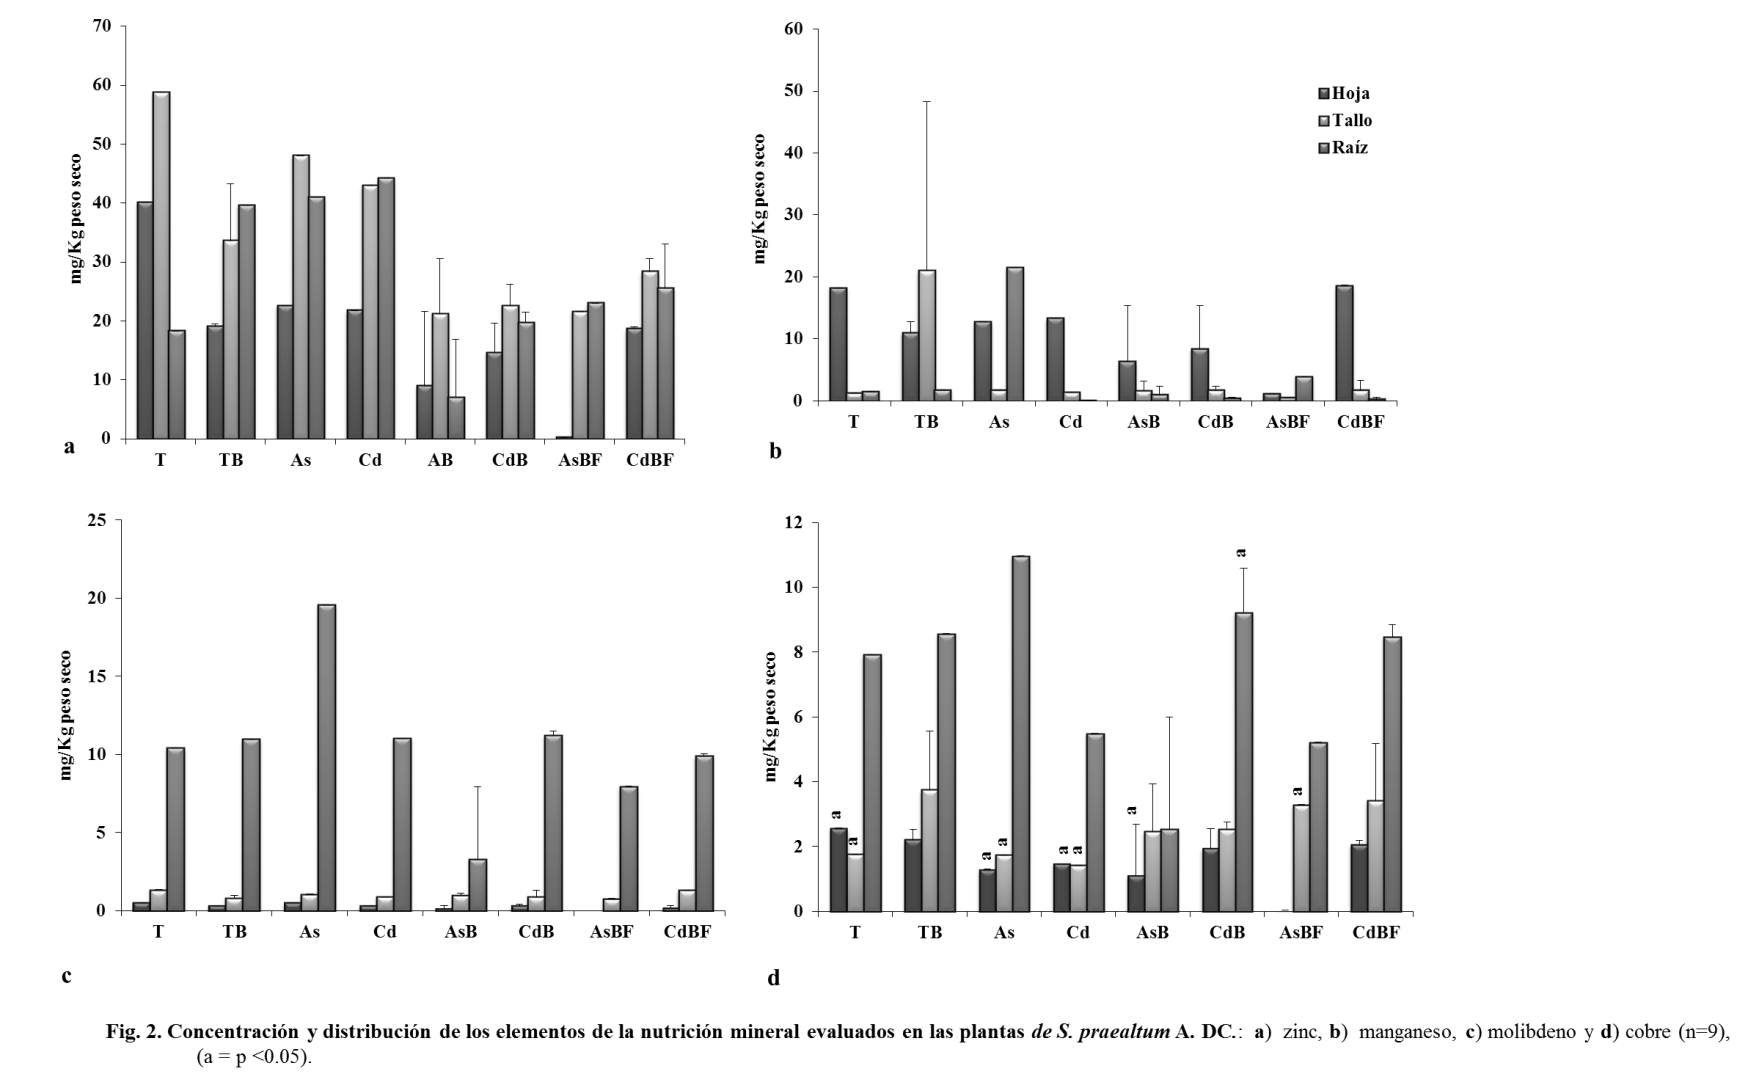 70
60
50
40
30
20
10
0
mg/Kg peso seco
T TB As Cd AB CdB AsBF CdBF
a
60
50
40
30
20
10
0
mg/Kg peso seco
Hoja
Tallo
Raíz
T TB As Cd AsB CdB AsBF CdBF
b
25
20
15
10
5
0
mg/Kg peso seco
T TB As Cd AsB CdB AsBF CdBF
c
12
10
8
6
4
2
0
mg/Kg peso seco
a a a a a a a a a
T TB As Cd AsB CdB AsBF CdBF
d
Fig. 2. Concentración y distribución de los elementos de la nutrición mineral evaluados en las plantas de S. praealtum A. DC.: a) zinc, b) manganeso, c) molibdeno y d) cobre (n=9),
(a = p <0.05).